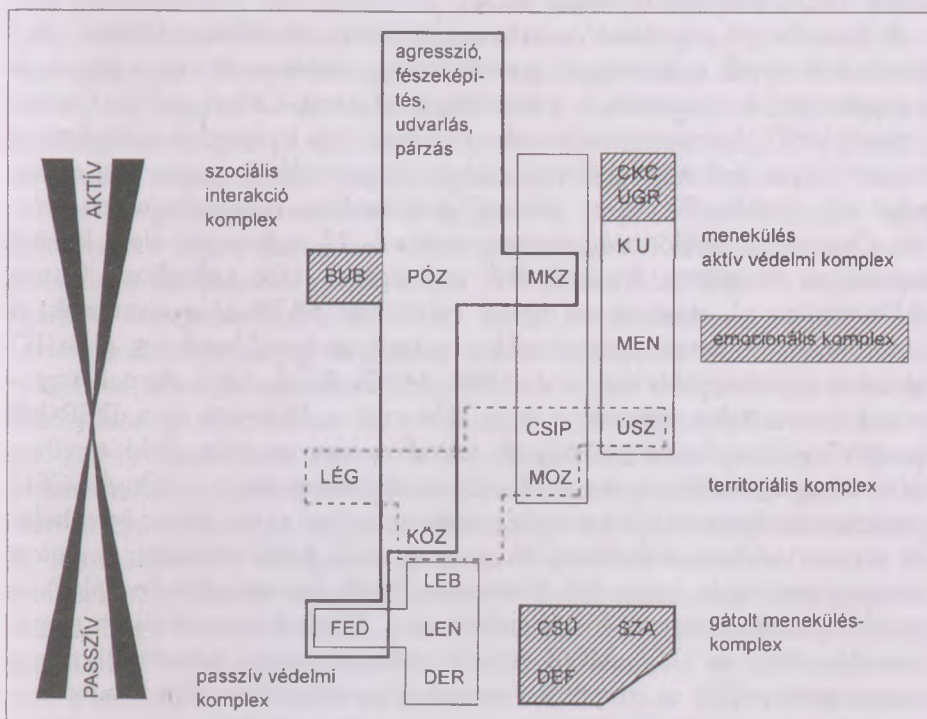 agresszió,
fészeképí-
tés,
udvarlás,
párzás
AKTÍV
szociális
interakció
komplex
CKC
UGR
K U
menekülés
aktív védelmi komplex
BUB
PÓZ
MKZ
MEN
emocionális komplex
CSIP
ÚSZ
LÉG
MOZ
territoriális komplex
KÖZ
LEB
PASSZÍV
FED
LEN
CSÜ
SZA
gátolt menekülés-
komplex
passzív védelmi
komplex
DER
DEF